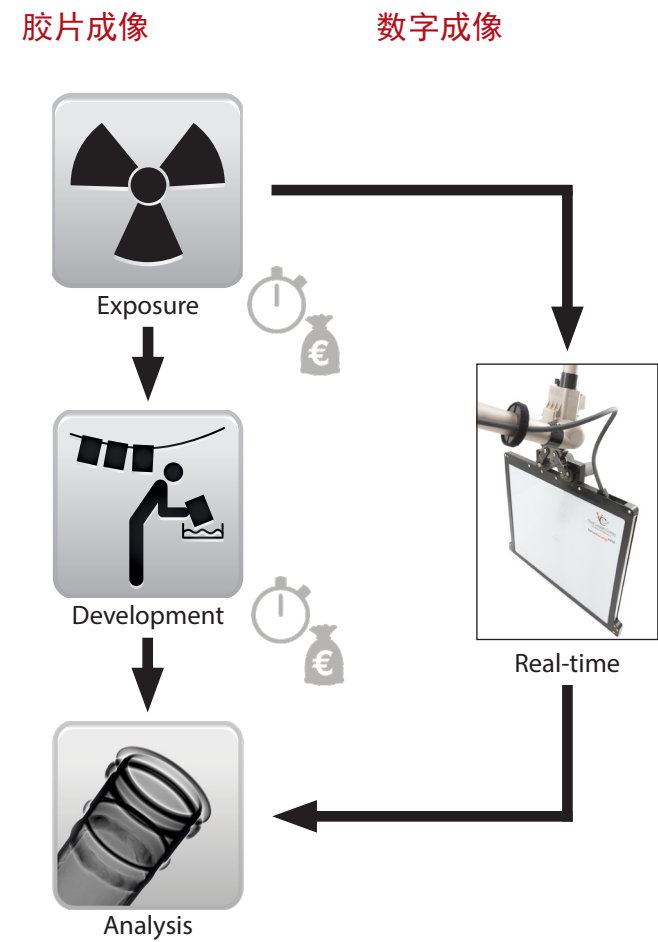 胶片成像
数字成像
Exposure
€
Development
€
Real-time
Analysis